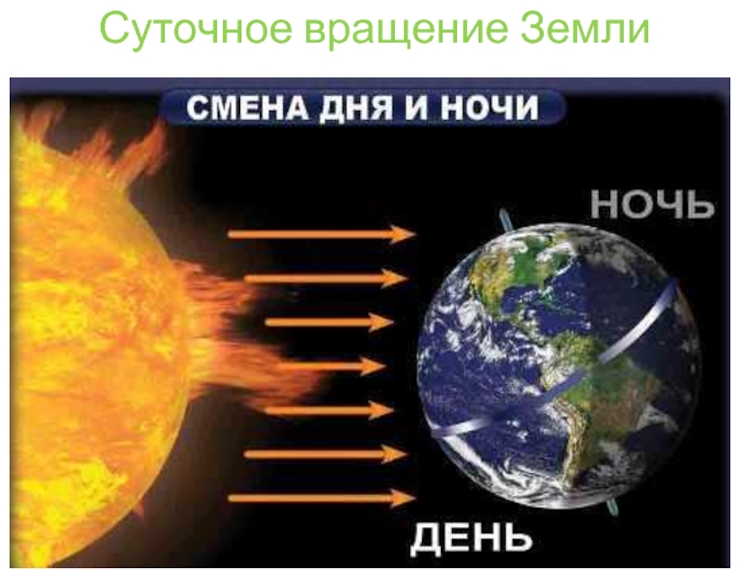 Суточное вращение Земли
СМЕНА ДНЯ И НОЧИ
НОЧЬ
ДЕНЬ